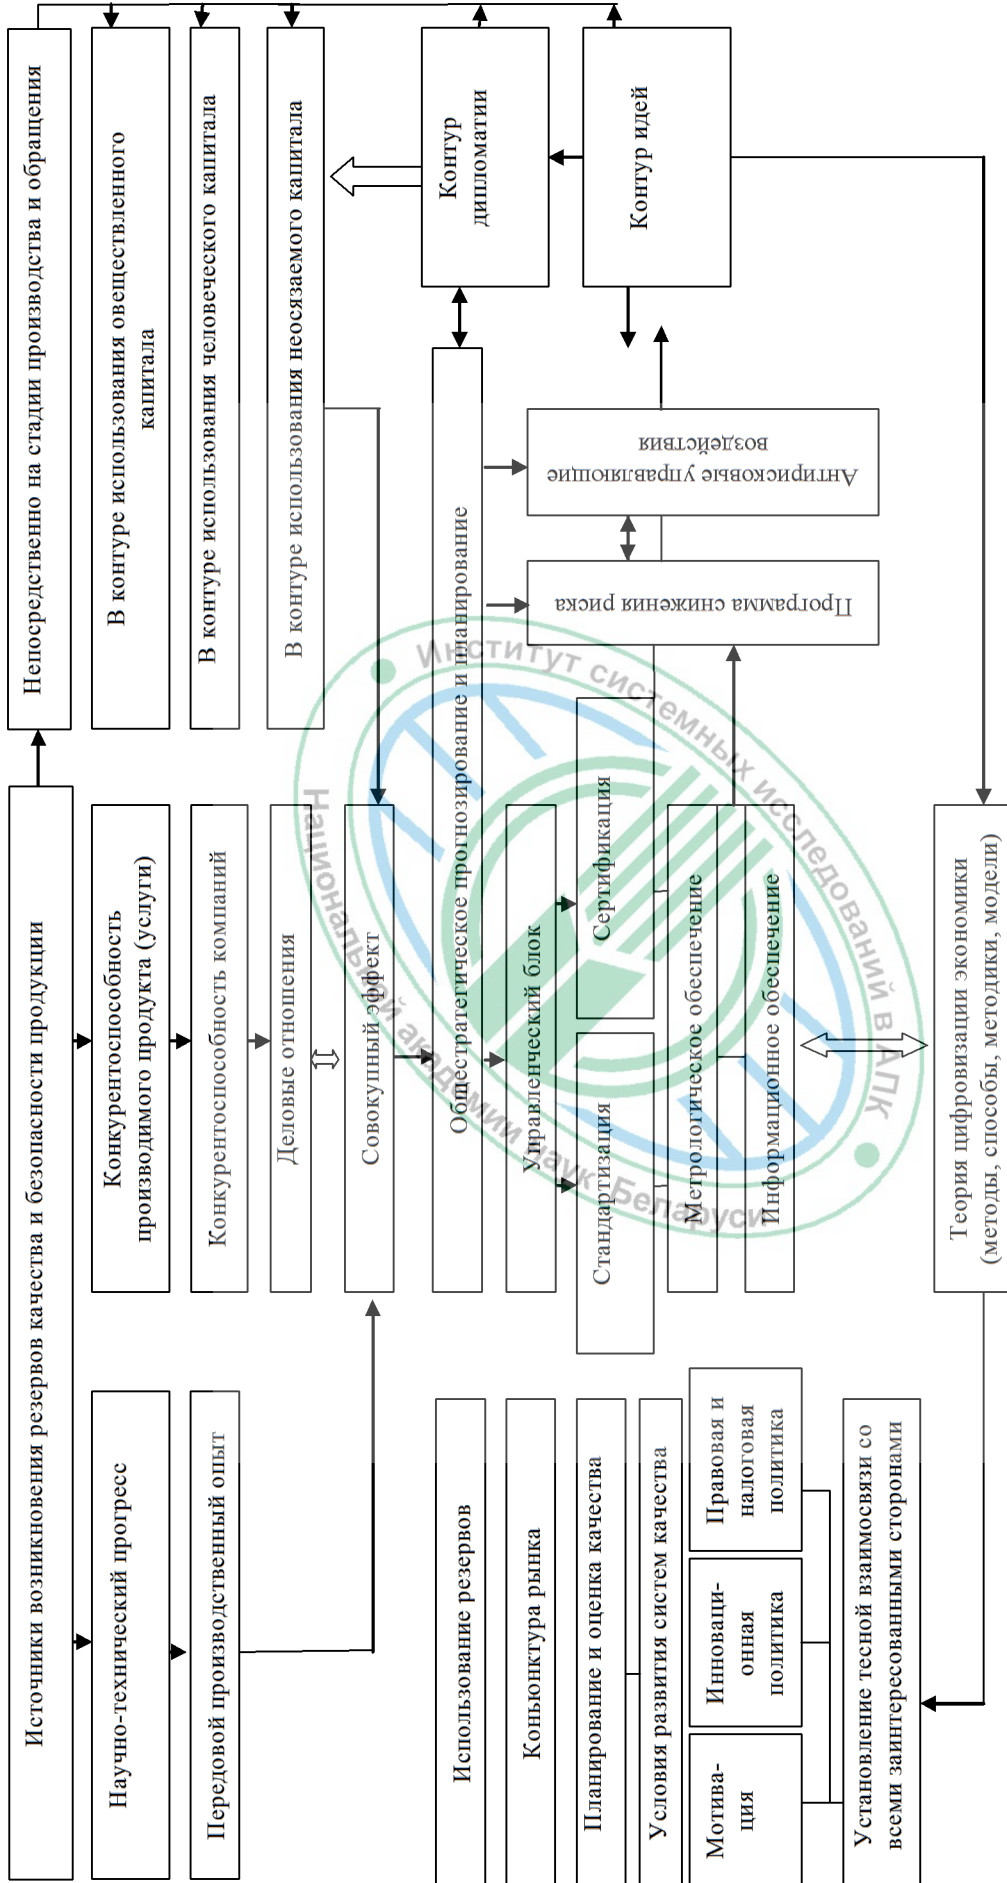 Источники возникновения резервов качества и безопасности продукции
Непосредственно на стадии производства и обращения
Научно-технический прогресс
Конкурентоспособность
производимого продукта (услуги)
В контуре использования овеществленного
капитала
Передовой производственный опыт
Конкурентоспособность компаний
В контуре использования человеческого капитала
Деловые отношения
В контуре использования неосязаемого капитала
Совокупный эффект
Использование резервов
Общестратегическое прогнозирование и планирование
Контур
дипломатии
Коньюнктура рынка
Управленческий блок
Планирование и оценка качества
Стандартизация
Сертификация
Программа снижения риска
Антирисковые управляющие
воздействия
Контур идей
Условия развития систем качества
Метрологическое обеспечение
Мотива-
ция
Инноваци-
онная
политика
Правовая и
налоговая
политика
Информационное обеспечение
Установление тесной взаимосвязи со
всеми заинтересованными сторонами
Теория цифровизации экономики
(методы, способы, методики, модели)
Институт системных исследований в АПК
Национальной академии наук Беларуси